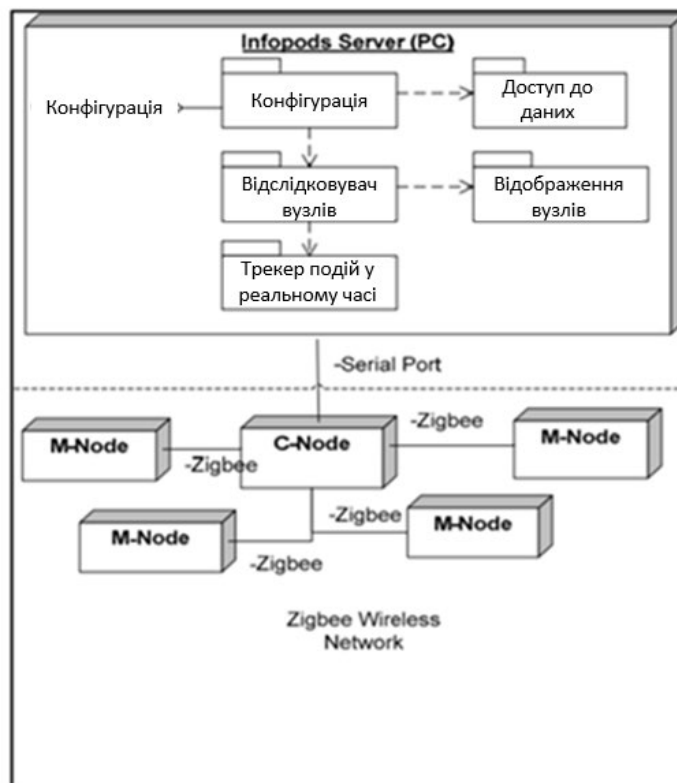 Infopods Server (PC)
Конфігурація
Конфігурація
Доступ до
даних
Відслідковувач
вузлів
Відображення
вузлів
Трекер подій у
реальному часі
-Serial Port
M-Node
-Zigbee
C-Node
-Zigbee
M-Node
M-Node
-Zigbee
-Zigbee
M-Node
Zigbee Wireless
Network